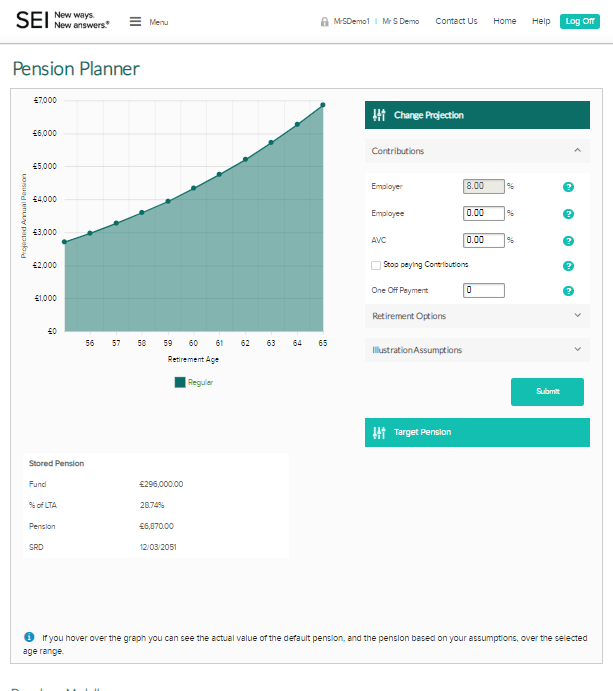 SEI New ways. New answers.® Menu MrSDemo1 | Mr S Demo Contact Us Home Help Log Off
Pension Planner
£7,000
£6,000
£5,000
£4,000
£3,000
£2,000
£1,000
£0
Projected Annual Pension
56 57 58 59 60 61 62 63 64 65
Retirement Age
Regular
Change Projection
Contributions
Employer 8.00 % ?
Employee 0.00 % ?
AVC 0.00 % ?
Stop paying Contributions ?
One Off Payment 0 ?
Retirement Options
Illustration Assumptions
Submit
Target Pension
Stored Pension
Fund £296,000.00
% of LTA 28.74%
Pension £6,870.00
SRD 12/03/2051
If you hover over the graph you can see the actual value of the default pension, and the pension based on your assumptions, over the selected
age range.